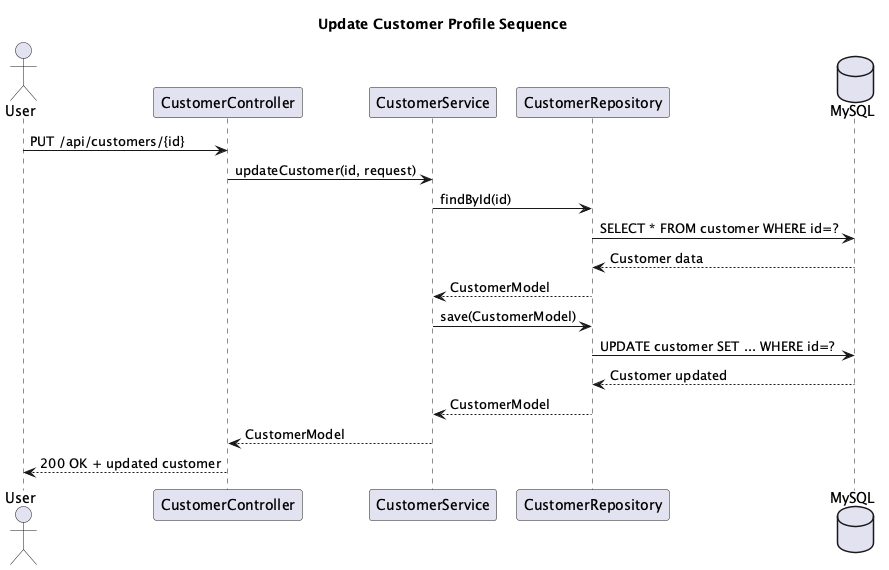 Update Customer Profile Sequence
User
CustomerController
CustomerService
CustomerRepository
MySQL
PUT /api/customers/{id}
updateCustomer(id, request)
findById(id)
SELECT * FROM customer WHERE id=?
Customer data
CustomerModel
save(CustomerModel)
UPDATE customer SET ... WHERE id=?
Customer updated
CustomerModel
CustomerModel
200 OK + updated customer
User
CustomerController
CustomerService
CustomerRepository
MySQL